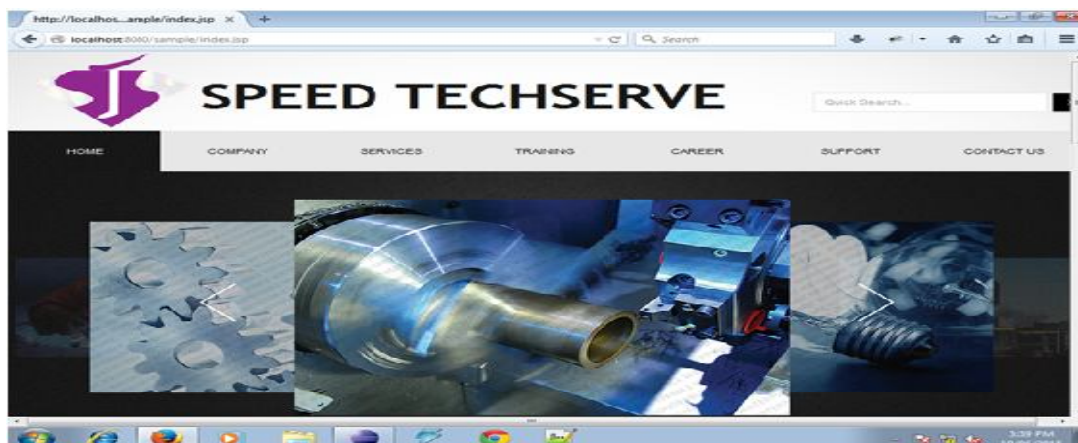 http://localhos...ample/index.jsp
localhost:8080/sample/index.jsp
Search
SPEED TECHSERVE
Quick Search...
HOME COMPANY SERVICES TRAINING CAREER SUPPORT CONTACT US
3:39 PM